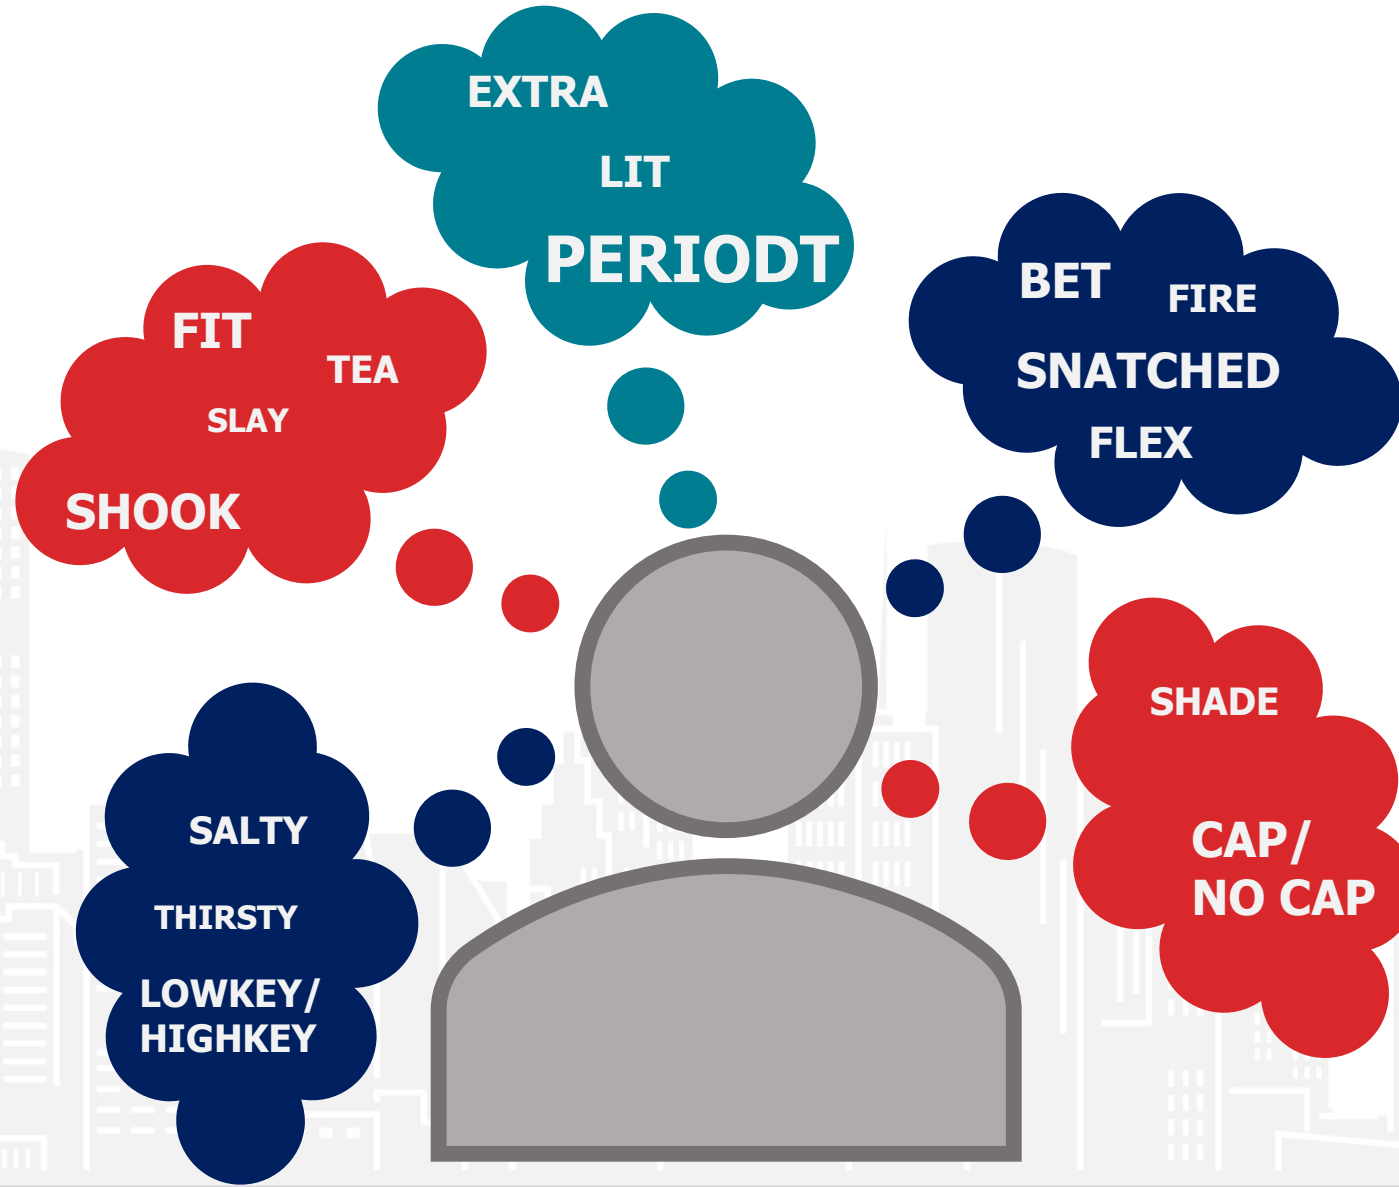 EXTRA
LIT
PERIODT
FIT
TEA
SLAY
SHOOK
BET
FIRE
SNATCHED
FLEX
SALTY
THIRSTY
LOWKEY/
HIGHKEY
SHADE
CAP/
NO CAP